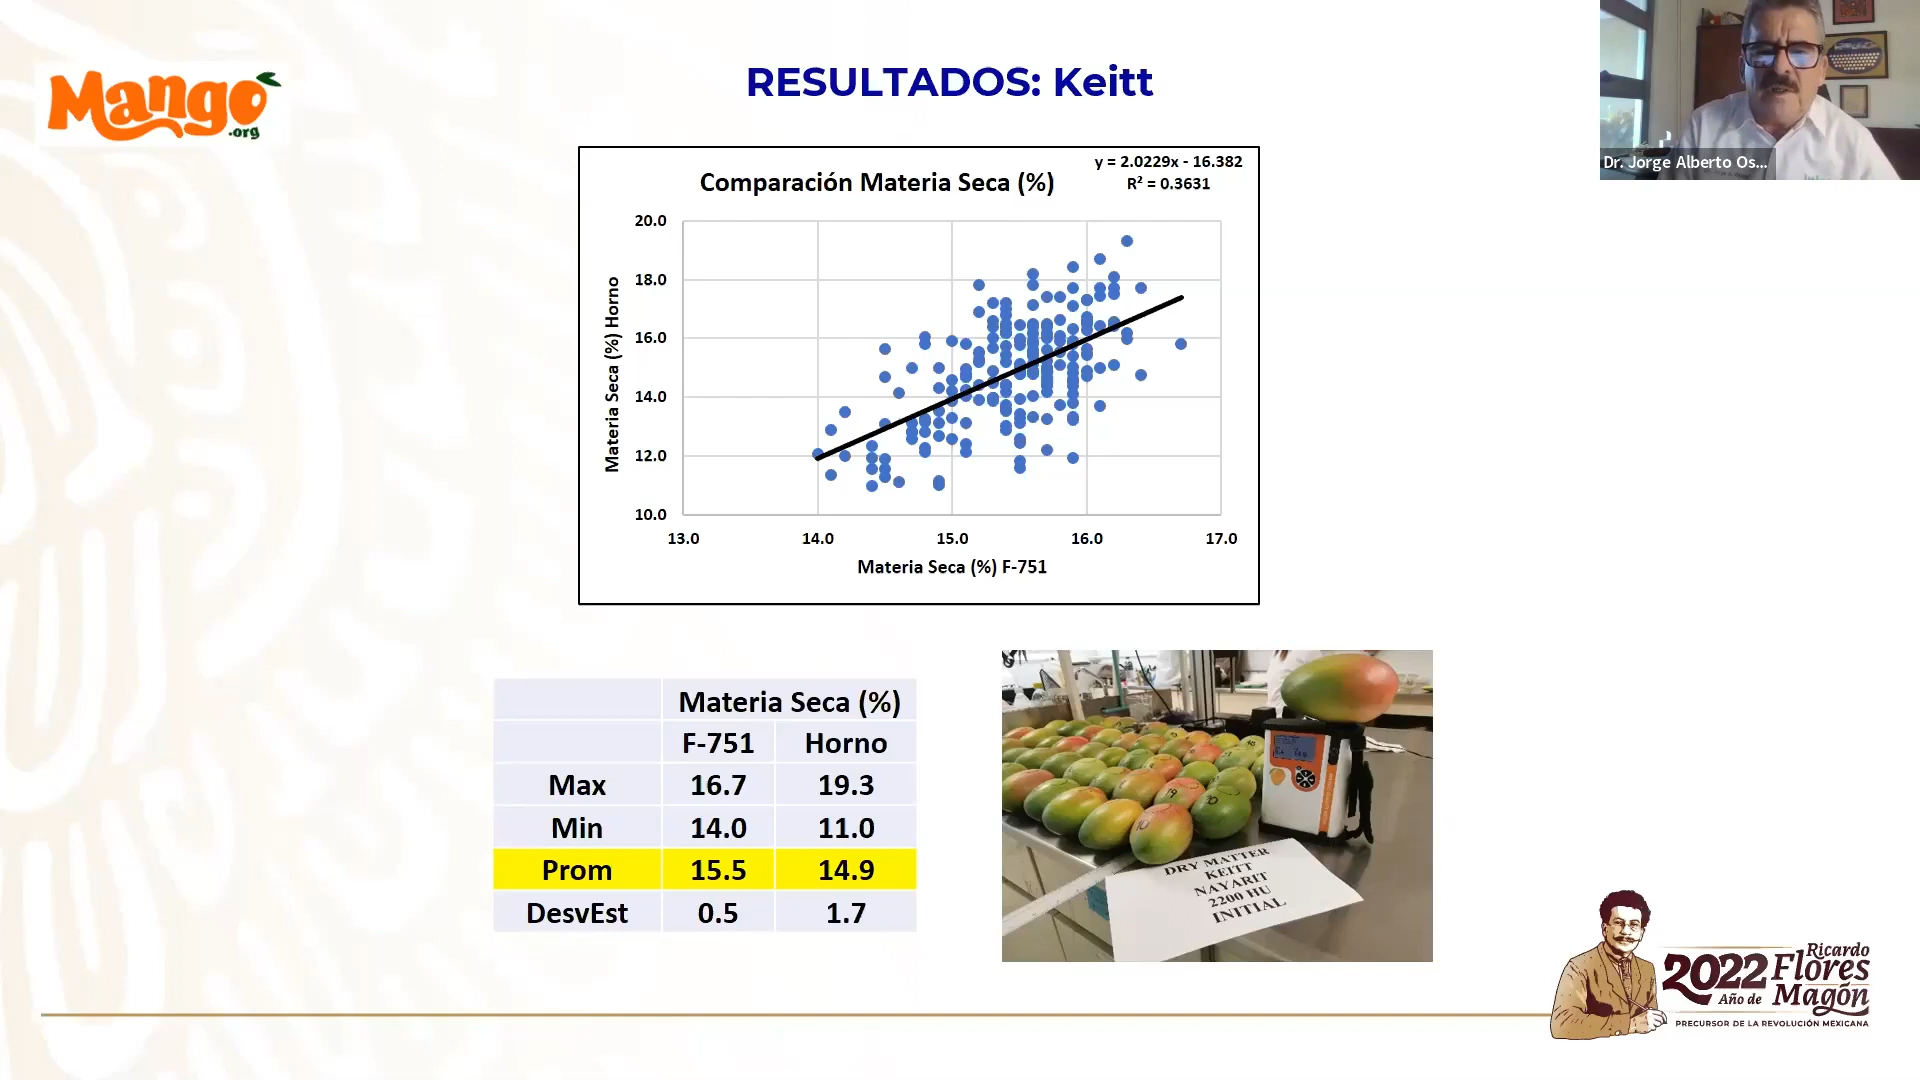 Mango
.org
RESULTADOS: Keitt
Dr. Jorge Alberto Os...
Comparación Materia Seca (%)
y = 2.0229x - 16.382
R² = 0.3631
Materia Seca (%) Horno
20.0
18.0
16.0
14.0
12.0
10.0
13.0 14.0 15.0 16.0 17.0
Materia Seca (%) F-751
Materia Seca (%)
F-751 Horno
Max 16.7 19.3
Min 14.0 11.0
Prom 15.5 14.9
DesvEst 0.5 1.7
DRY MATTER
KEITT
NAYARIT
2200 HU
INITIAL
2022 Ricardo
Año de Flores
Magón
PRECURSOR DE LA REVOLUCIÓN MEXICANA